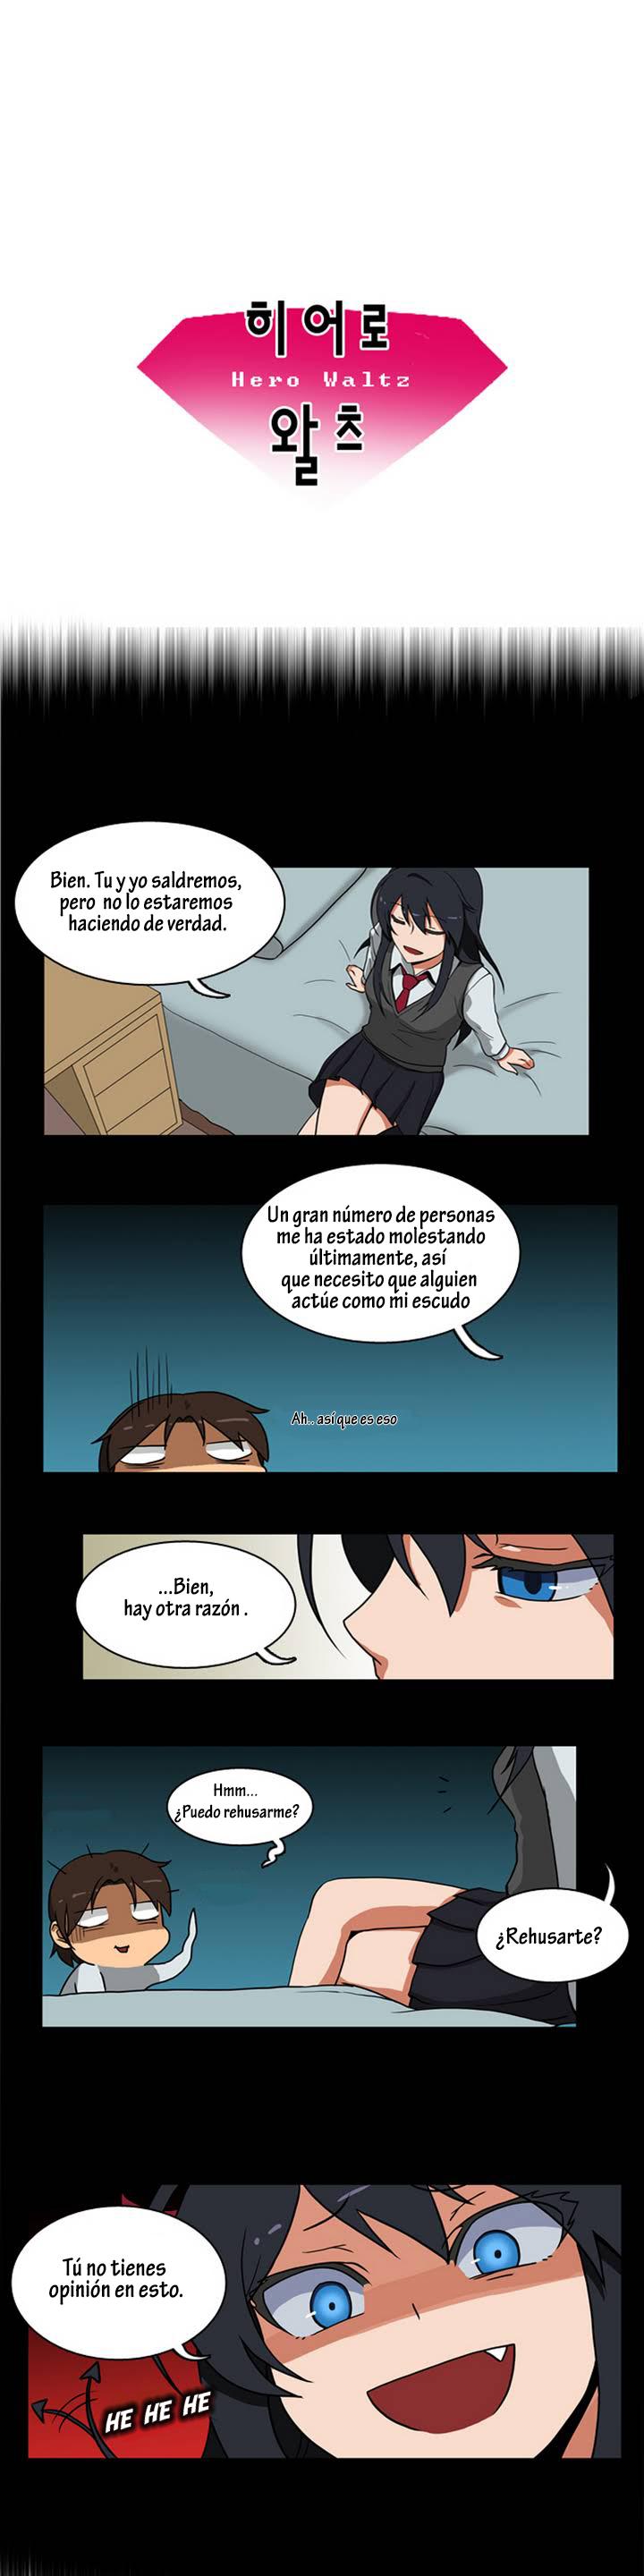 히어로
Hero Waltz
왈츠
Bien. Tu y yo saldremos,
pero no lo estaremos
haciendo de verdad.
Un gran número de personas
me ha estado molestando
últimamente, así
que necesito que alguien
actúe como mi escudo
Ah.. así que es eso
...Bien,
hay otra razón .
Hmm...
¿Puedo rehusarme?
¿Rehusarte?
Tú no tienes
opinión en esto.
HE HE HE